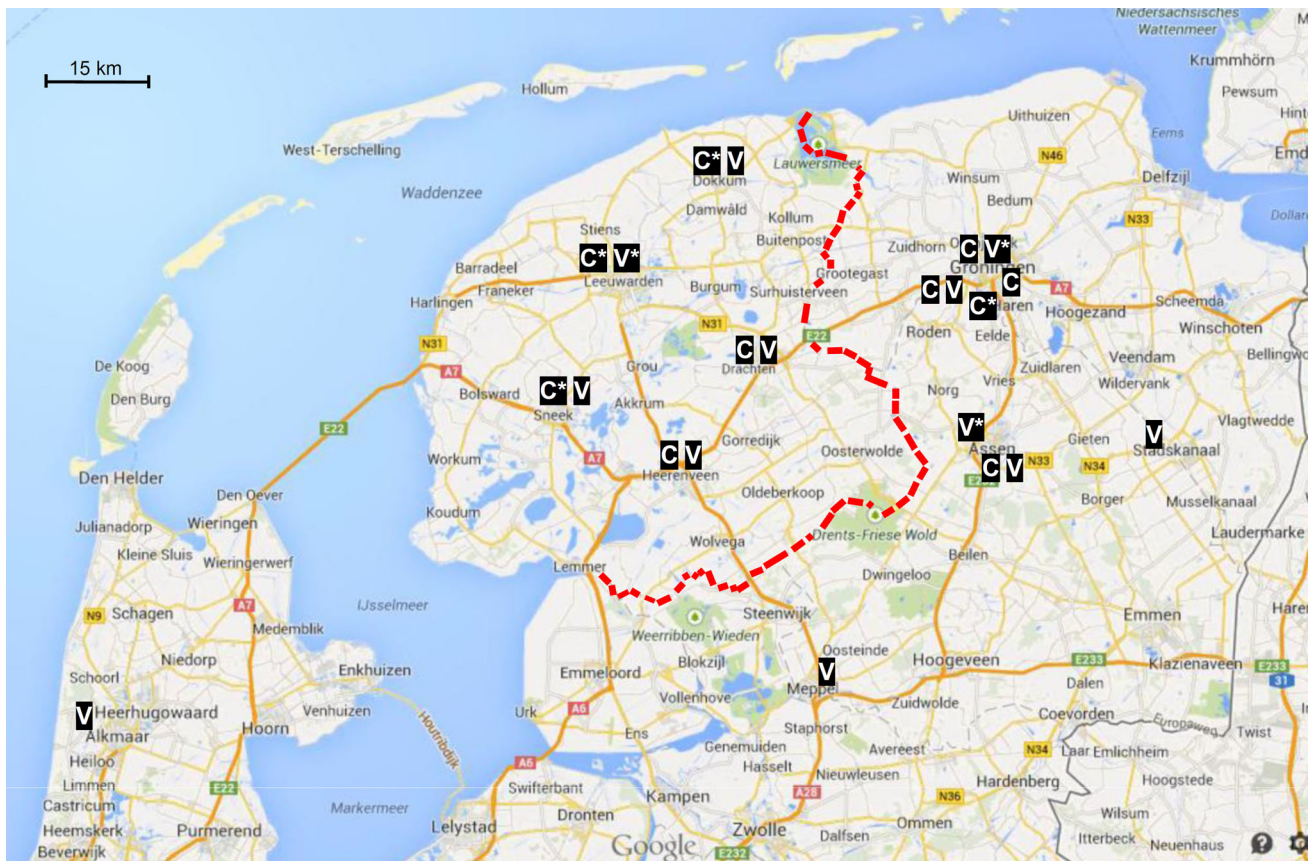 Niedersächsisches
Wattenmeer
15 km
Krummhörn
Hollum
Pewsum
Uithuizen
Hint
Eems
West-Terschelling
Emd
N46
Lauwersmeer
C* V
Waddenzee
Winsum
Delfzijl
Dokkum
Bedum
Damwâld
Kollum
Dollar
N33
Stiens
Buitenpost
Zuidhorn
C V*
C* V*
Barradeel
Grootegast
Groningen
Leeuwarden
Burgum
Franeker
Surhuisterveen
C V
C
A7
Harlingen
C*
Haren
Scheemda
Hoogezand
N31
Roden
Eelde
Winschoten
E22
De Koog
N31
C V
Veendam
Bellingwo
A7
Grou
Drachten
Zuidlaren
Den Burg
Bolsward
C* V
Norg
Vries
Wildervank
Akkrum
Sneek
Vlagtwedde
E22
V*
V
Gorredijk
Gieten
Oosterwolde
Assen
Stadskanaal
Workum
C V
A7
C V
N33
Den Helder
Heerenveen
N34
Den Oever
Oldeberkoop
Borger
Musselkanaal
Koudum
Julianadorp
Wieringen
Laudermarke
Kleine Sluis
Wolvega
Drents-Friese Wold
Wieringerwerf
Lemmer
Beilen
Dwingeloo
A7
IJsselmeer
N9
Schagen
Steenwijk
Emmen
Medemblik
Weerribben-Wieden
Niedorp
Oosteinde
Enkhuizen
Blokzijl
Hoogeveen
E233
Klazienaveen
E233
Emmeloord
Schoorl
V
31
Meppel
Dalen
Vollenhove
V
Heerhugowaard
Venhuizen
Zuidwolde
Urk
A6
Coevorden
Hoorn
Staphorst
Europaweg
Twist
Alkmaar
Ens
Houtribdijk
Genemuiden
Avereest
N34
Laar
Emlichheim
Heiloo
A6
Hasselt
Nieuwleusen
Hoogstede
Limmen
Swifterbant
Hardenberg
E22
A28
Kampen
N36
Castricum
Markermeer
Wilsum
Heemskerk
Purmerend
Lelystad
Dronten
Ommen
Zwolle
Dalfsen
Itterbeck
Neuenhaus
Beverwijk
Google
E232